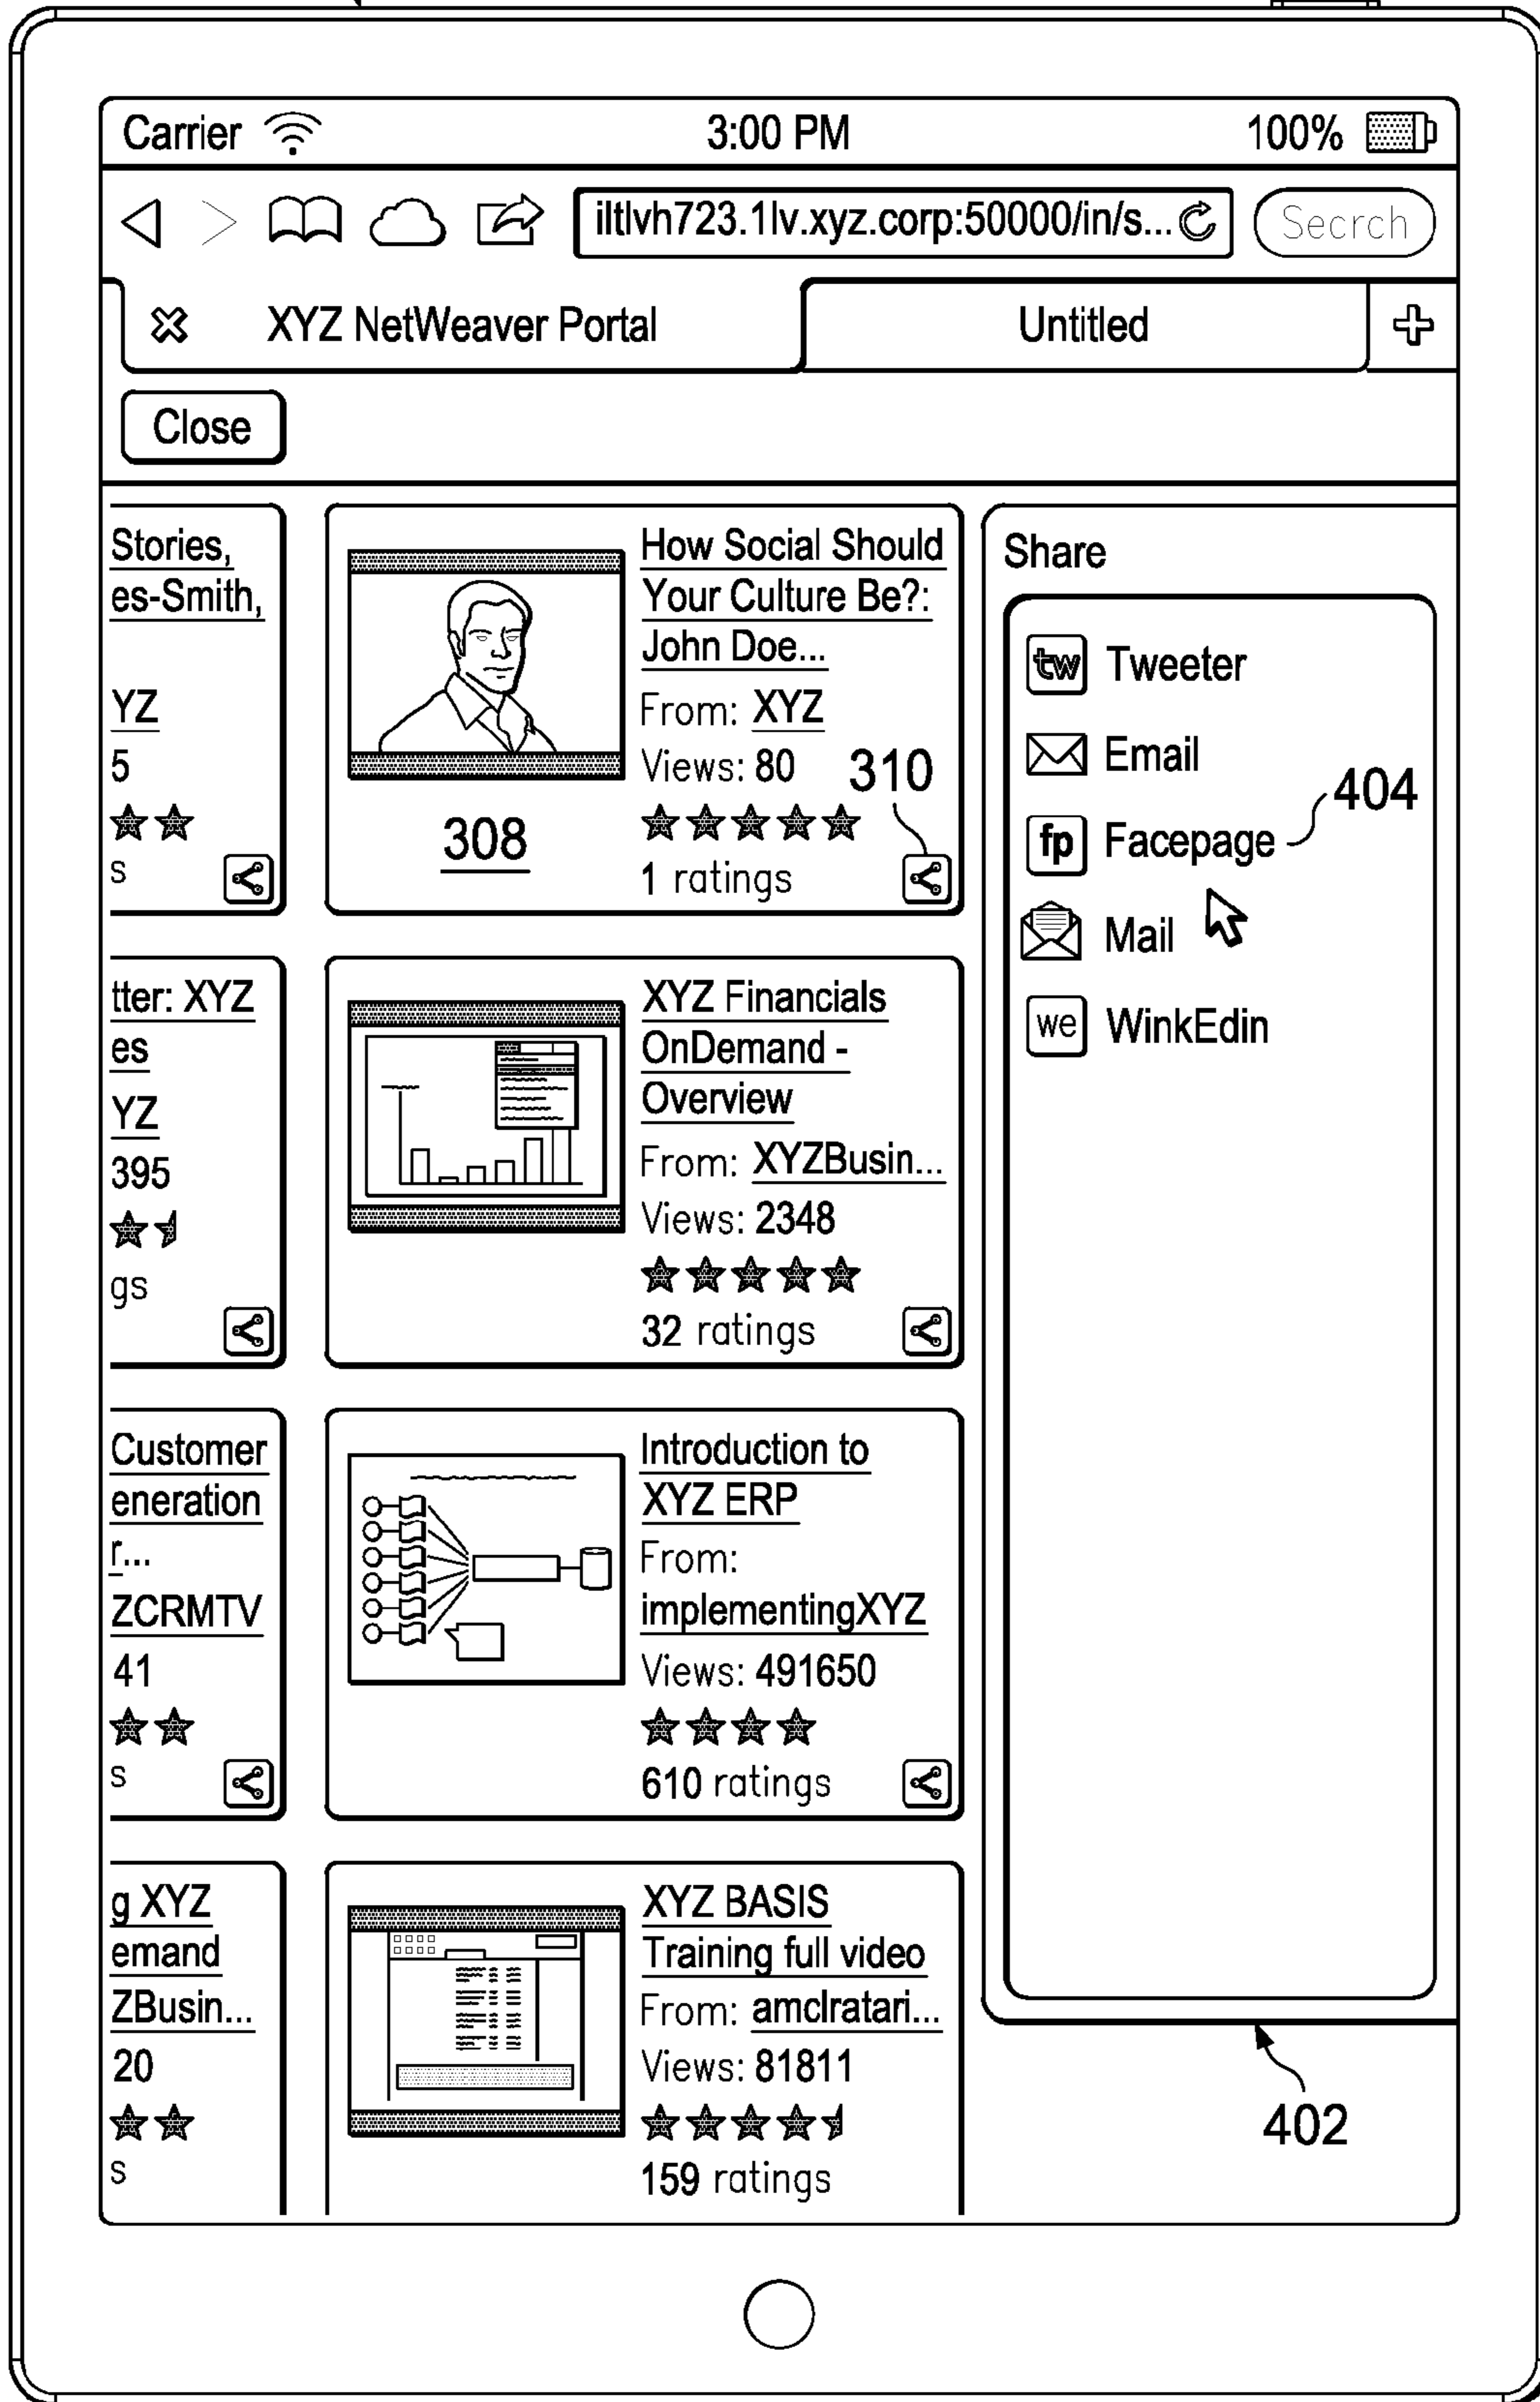 Carrier 3:00 PM 100%
iltlvh723.1lv.xyz.corp:50000/in/s... Secrch
XYZ NetWeaver Portal Untitled
Close
Stories,
es-Smith,
YZ
5
s
How Social Should
Your Culture Be?:
John Doe...
From: XYZ
Views: 80
310
308
1 ratings
tter: XYZ
es
YZ
395
gs
XYZ Financials
OnDemand -
Overview
From: XYZBusin...
Views: 2348
32 ratings
Customer
eneration
r...
ZCRMTV
41
s
Introduction to
XYZ ERP
From:
implementingXYZ
Views: 491650
610 ratings
g XYZ
emand
ZBusin...
20
s
XYZ BASIS
Training full video
From: amclratari...
Views: 81811
159 ratings
Share
tw Tweeter
Email
404
fp Facepage
Mail
we WinkEdin
402